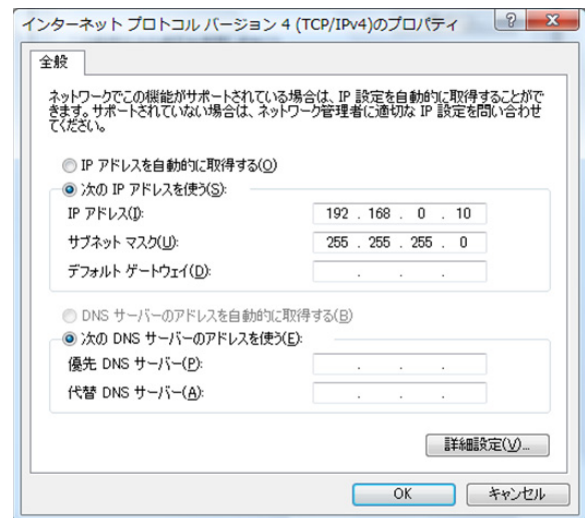 インターネット プロトコル バージョン 4 (TCP/IPv4)のプロパティ
全般
ネットワークでこの機能がサポートされている場合は、IP 設定を自動的に取得することがで
きます。サポートされていない場合は、ネットワーク管理者に適切な IP 設定を問い合わせ
てください。
IP アドレスを自動的に取得する(O)
次の IP アドレスを使う(S):
IP アドレス(I): 192 . 168 . 0 . 10
サブネット マスク(U): 255 . 255 . 255 . 0
デフォルト ゲートウェイ(D): . . .
DNS サーバーのアドレスを自動的に取得する(B)
次の DNS サーバーのアドレスを使う(E):
優先 DNS サーバー(P): . . .
代替 DNS サーバー(A): . . .
詳細設定(V)...
OK キャンセル